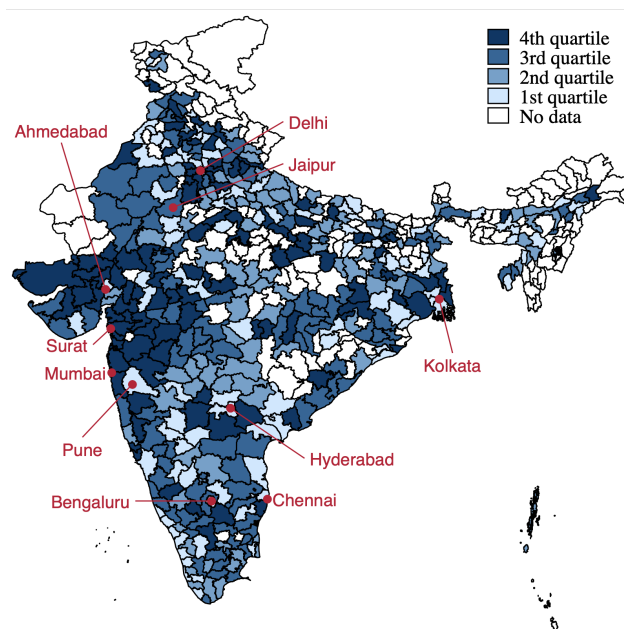 4th quartile
3rd quartile
2nd quartile
1st quartile
No data
Delhi
Ahmedabad
Jaipur
Surat
Mumbai
Kolkata
Pune
Hyderabad
Bengaluru
Chennai